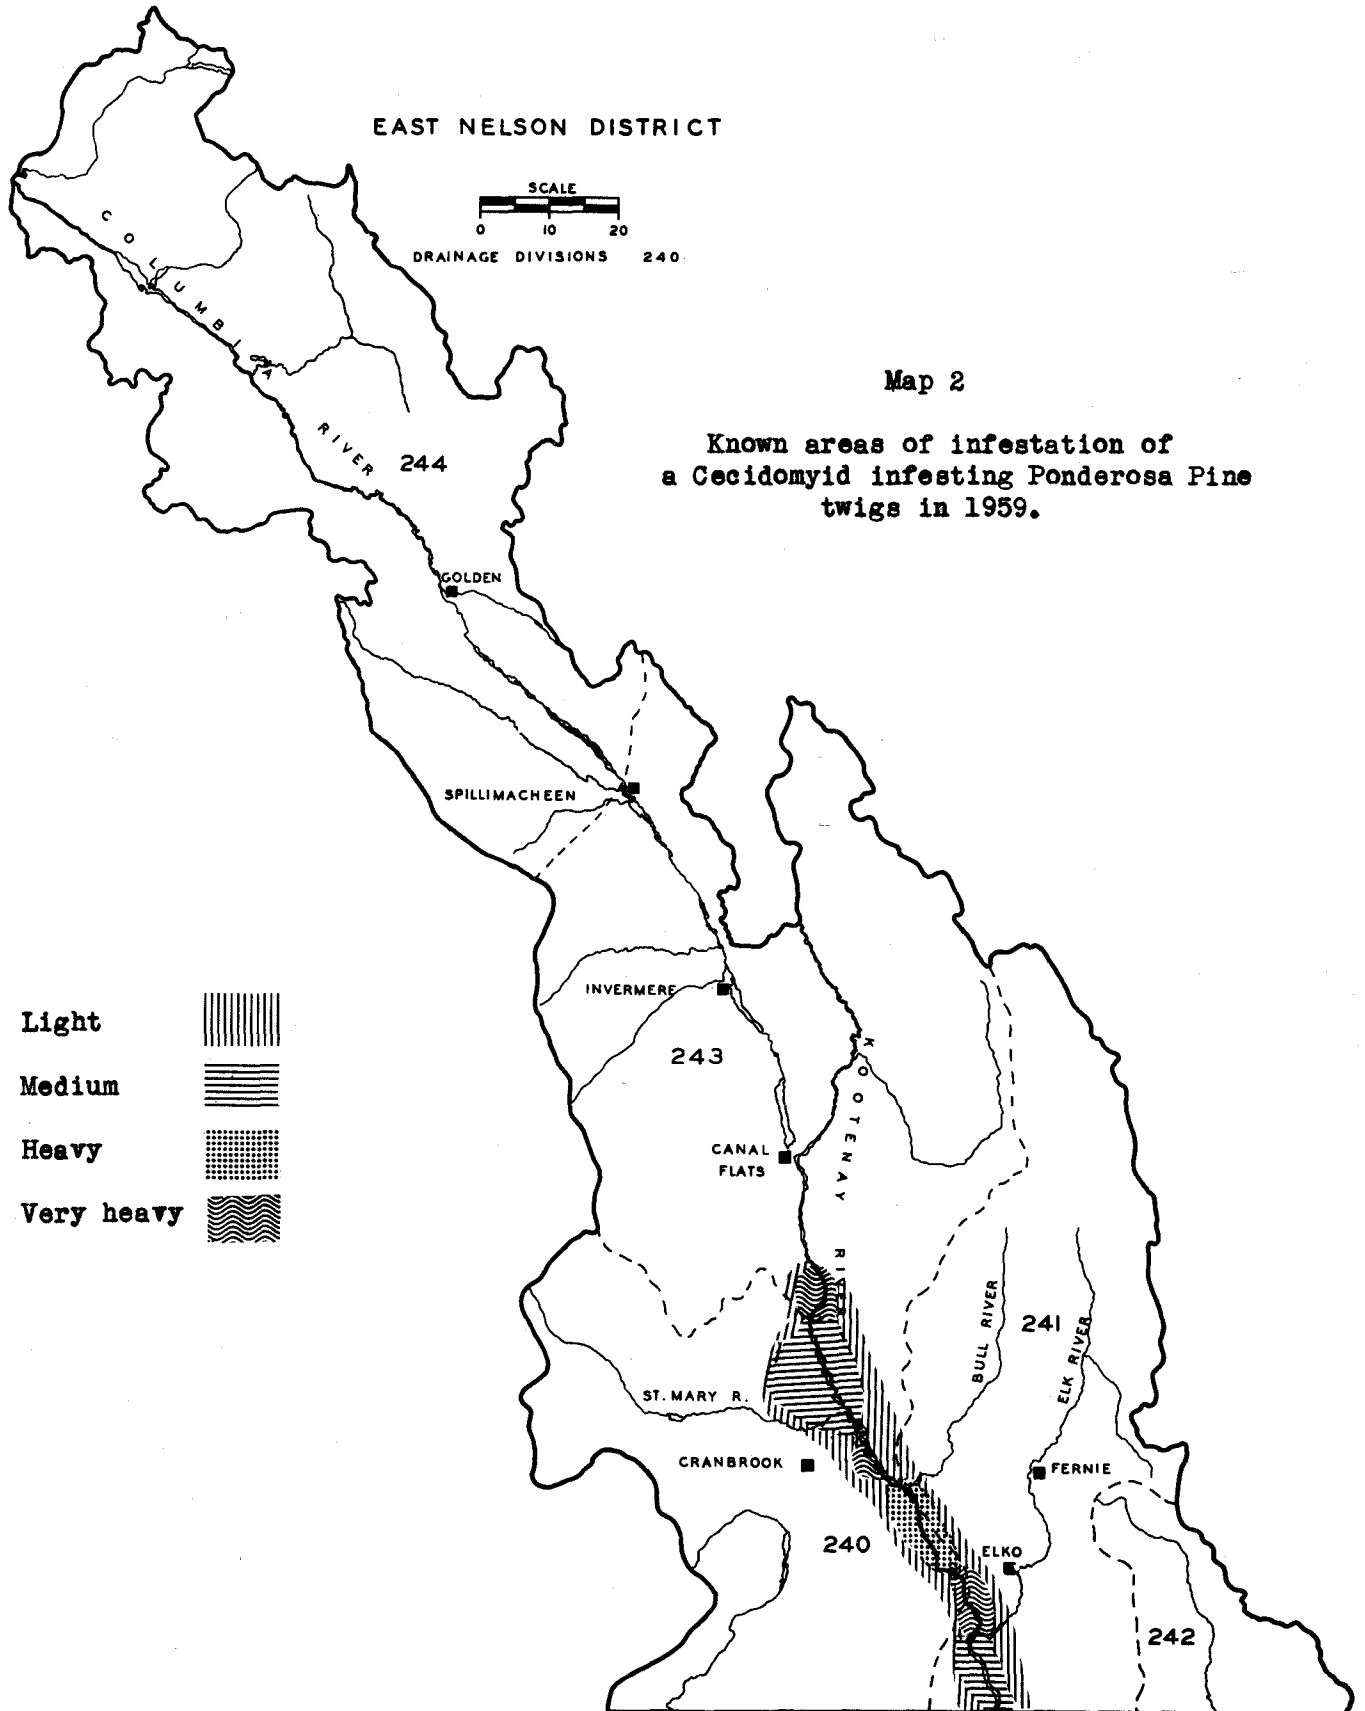 EAST NELSON DISTRICT
SCALE
0 10 20
DRAINAGE DIVISIONS 240
Map 2
Known areas of infestation of
a Cecidomyid infesting Ponderosa Pine
twigs in 1959.
COLUMBIA RIVER
244
GOLDEN
SPILLIMACHEEN
INVERMERE
243
KOOTENAY RIVER
CANAL
FLATS
Light
Medium
Heavy
Very heavy
BULL RIVER
241
ELK RIVER
ST. MARY R.
CRANBROOK
FERNIE
240
ELKO
242